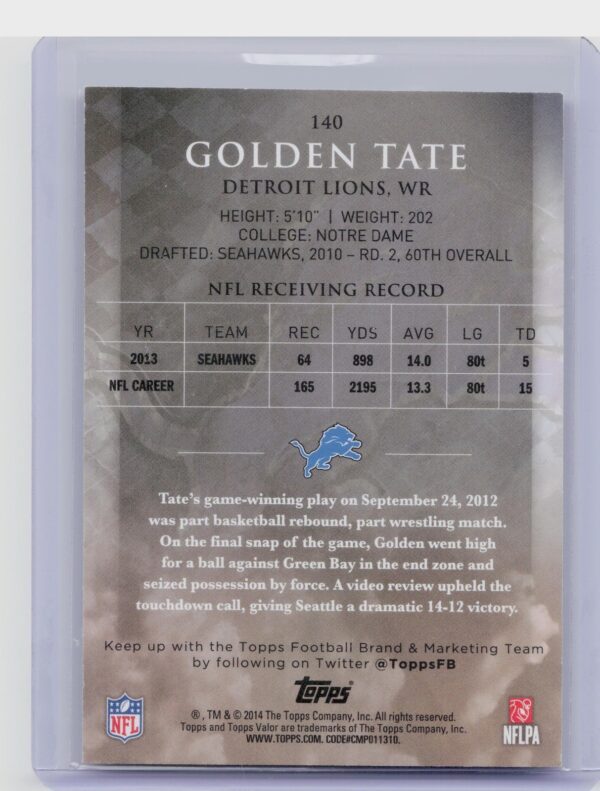 140
GOLDEN TATE
DETROIT LIONS, WR
HEIGHT: 5'10" | WEIGHT: 202
COLLEGE: NOTRE DAME
DRAFTED: SEAHAWKS, 2010 – RD. 2, 60TH OVERALL
NFL RECEIVING RECORD
YR TEAM REC YDS AVG LG TD
2013 SEAHAWKS 64 898 14.0 80t 5
NFL CAREER 165 2195 13.3 80t 15
Tate's game-winning play on September 24, 2012
was part basketball rebound, part wrestling match.
On the final snap of the game, Golden went high
for a ball against Green Bay in the end zone and
seized possession by force. A video review upheld the
touchdown call, giving Seattle a dramatic 14-12 victory.
Keep up with the Topps Football Brand & Marketing Team
by following on Twitter @ToppsFB
topps
®, TM & © 2014 The Topps Company, Inc. All rights reserved.
Topps and Topps Valor are trademarks of The Topps Company, Inc.
WWW.TOPPS.COM. CODE#CMP011310.
NFL
NFLPA